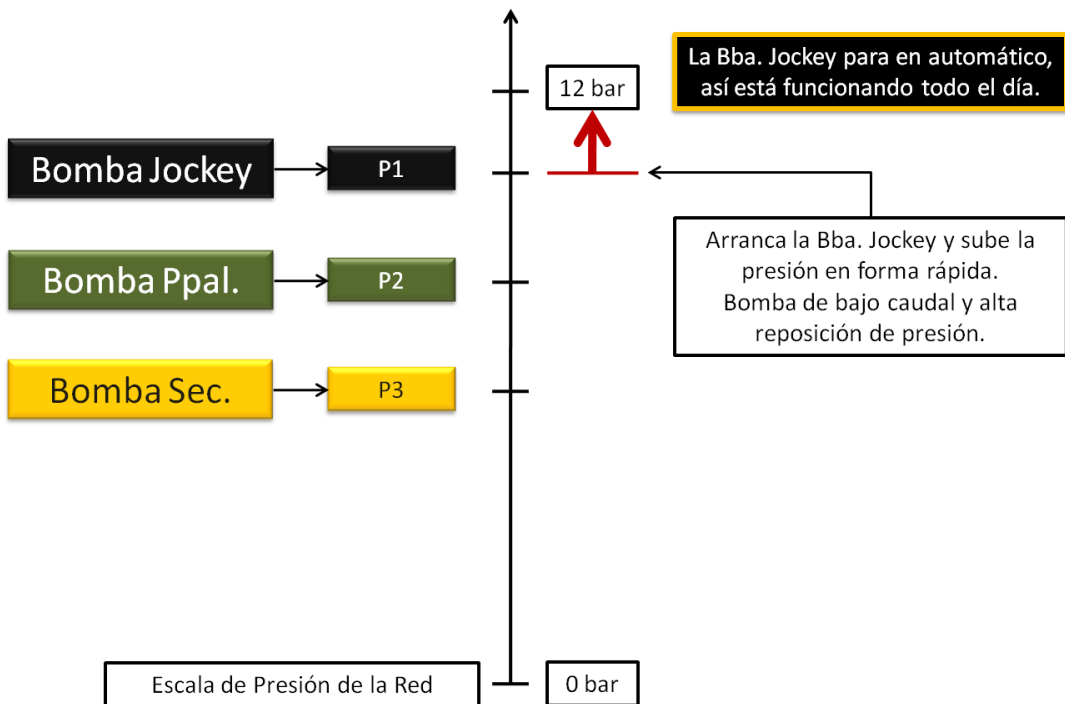 La Bba. Jockey para en automático,
así está funcionando todo el día.
12 bar
Bomba Jockey
P1
Arranca la Bba. Jockey y sube la
presión en forma rápida.
Bomba de bajo caudal y alta
reposición de presión.
Bomba Ppal.
P2
Bomba Sec.
P3
Escala de Presión de la Red
0 bar